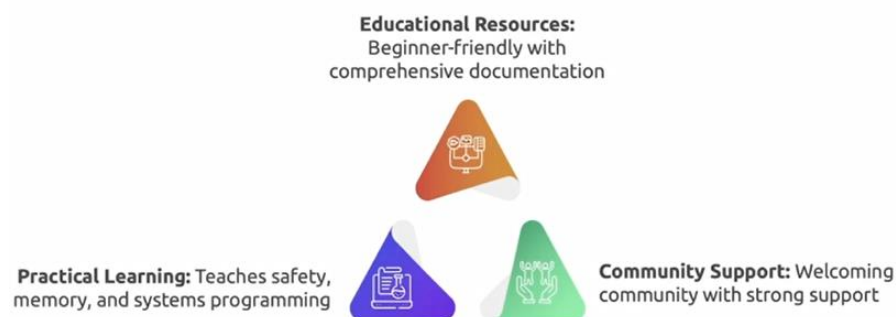 Educational Resources:
Beginner-friendly with
comprehensive documentation
Practical Learning: Teaches safety,
memory, and systems programming
Community Support: Welcoming
community with strong support